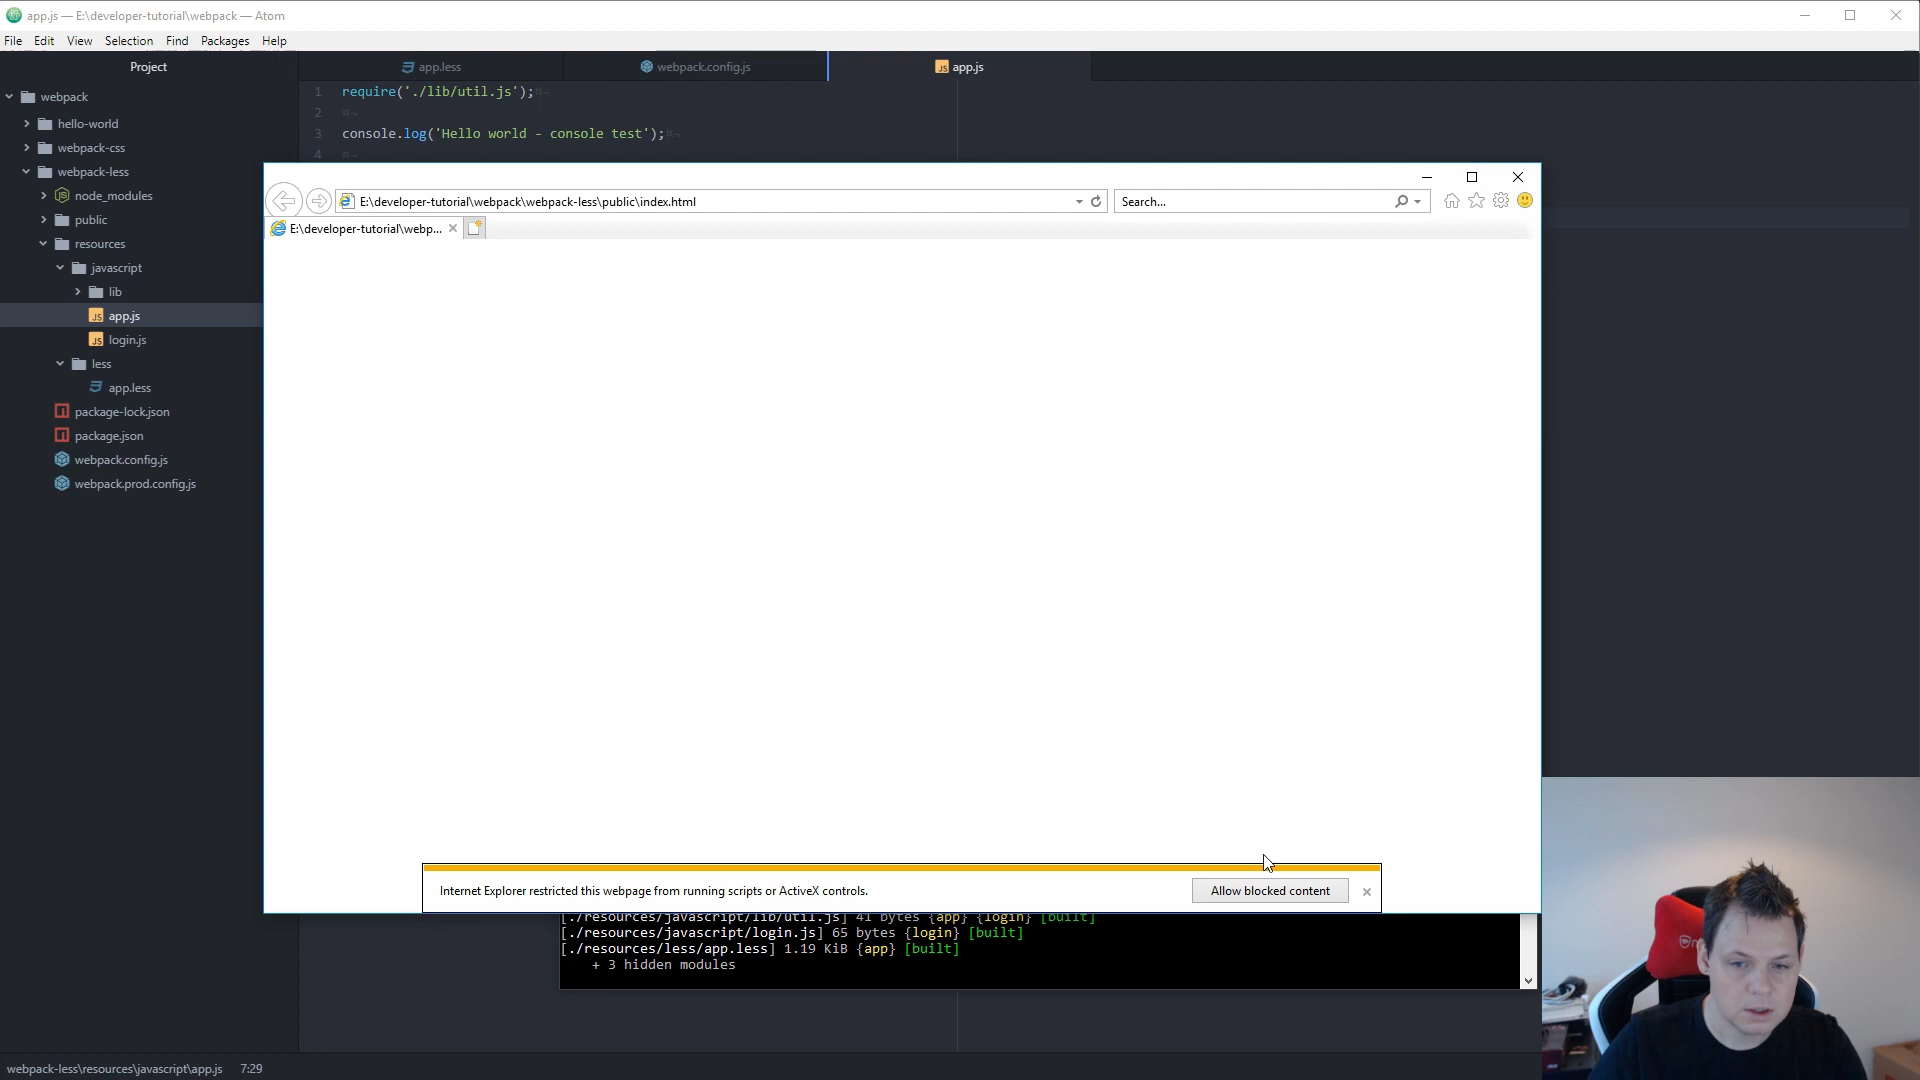 app.js — E:\developer-tutorial\webpack — Atom
File Edit View Selection Find Packages Help
Project
app.less
webpack.config.js
app.js
webpack
hello-world
webpack-css
webpack-less
node_modules
public
resources
javascript
lib
app.js
login.js
less
app.less
package-lock.json
package.json
webpack.config.js
webpack.prod.config.js
1 require('./lib/util.js');
2
3 console.log('Hello world - console test');
4
E:\developer-tutorial\webpack\webpack-less\public\index.html
Search...
E:\developer-tutorial\webp...
Internet Explorer restricted this webpage from running scripts or ActiveX controls.
Allow blocked content
[./resources/javascript/lib/util.js] 41 bytes {app} {login} [built]
[./resources/javascript/login.js] 65 bytes {login} [built]
[./resources/less/app.less] 1.19 KiB {app} [built]
+ 3 hidden modules
webpack-less\resources\javascript\app.js 7:29